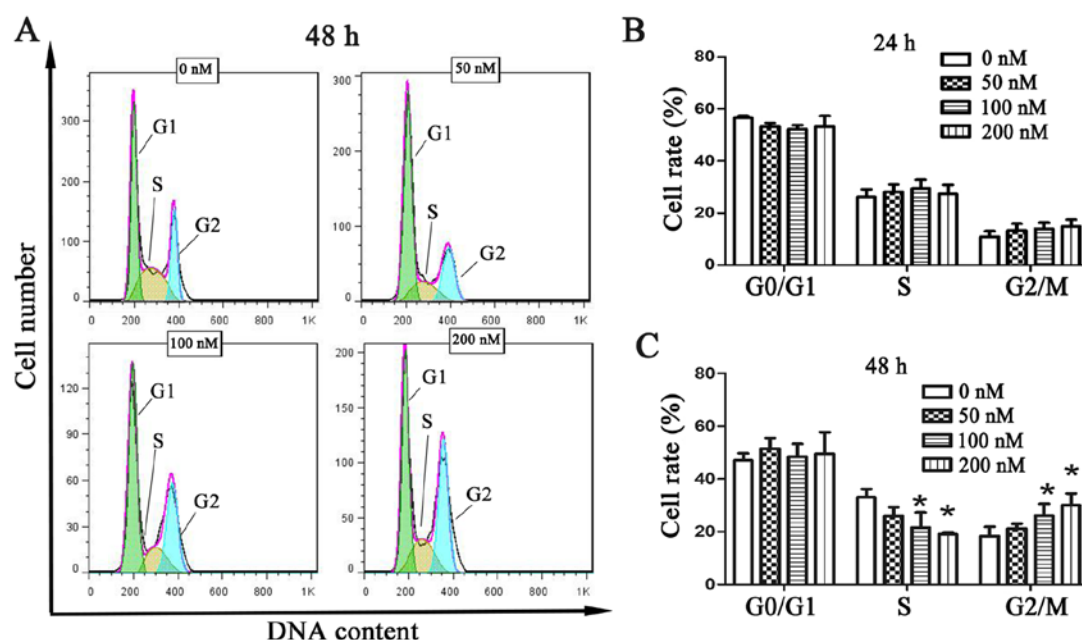 A
48 h
0 nM
300
200
100
0
G1
S
G2
0 200 400 600 800 1K
50 nM
300
225
150
75
0
G1
S
G2
0 200 400 600 800 1K
100 nM
120
90
60
30
0
G1
S
G2
0 200 400 600 800 1K
200 nM
200
150
100
50
0
G1
S
G2
0 200 400 600 800 1K
Cell number
DNA content
B
24 h
0 nM
50 nM
100 nM
200 nM
Cell rate (%)
80
60
40
20
0
G0/G1 S G2/M
C
48 h
0 nM
50 nM
100 nM
200 nM
Cell rate (%)
80
60
40
20
0
* * * *
G0/G1 S G2/M